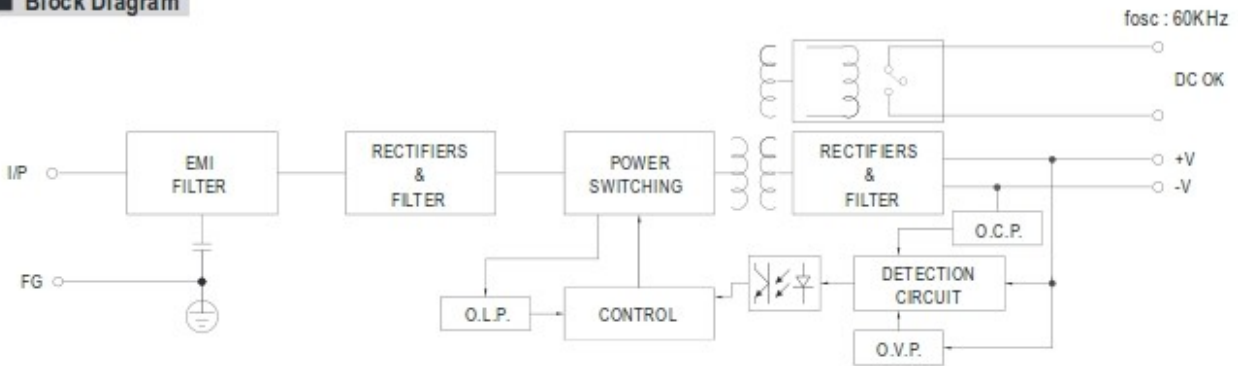 ■ Block Diagram
fosc : 60KHz
DC OK
I/P
EMI
FILTER
RECTIFIERS
&
FILTER
POWER
SWITCHING
RECTIFIERS
&
FILTER
+V
-V
O.C.P.
FG
O.L.P.
CONTROL
DETECTION
CIRCUIT
O.V.P.